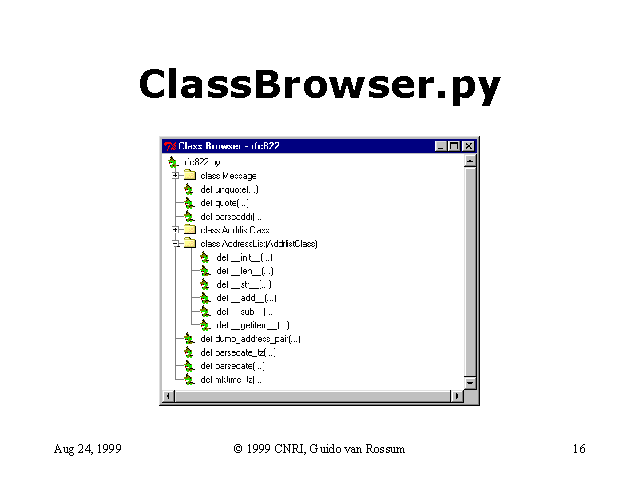 ClassBrowser.py
Class Browser - rfc822
rfc822.py
class Message
def unquote(...)
def quote(...)
def parseaddr(...
class AddrlistClass
class AddressList(AddrlistClass)
def __init__(...)
def __len__(...)
def __str__(...)
def __add__(...)
def __sub__(...
def __getitem__(...)
def dump_address_pair(...)
def parsedate_tz(...)
def parsedate(...)
def mktime_tz(...
Aug 24, 1999
© 1999 CNRI, Guido van Rossum
16